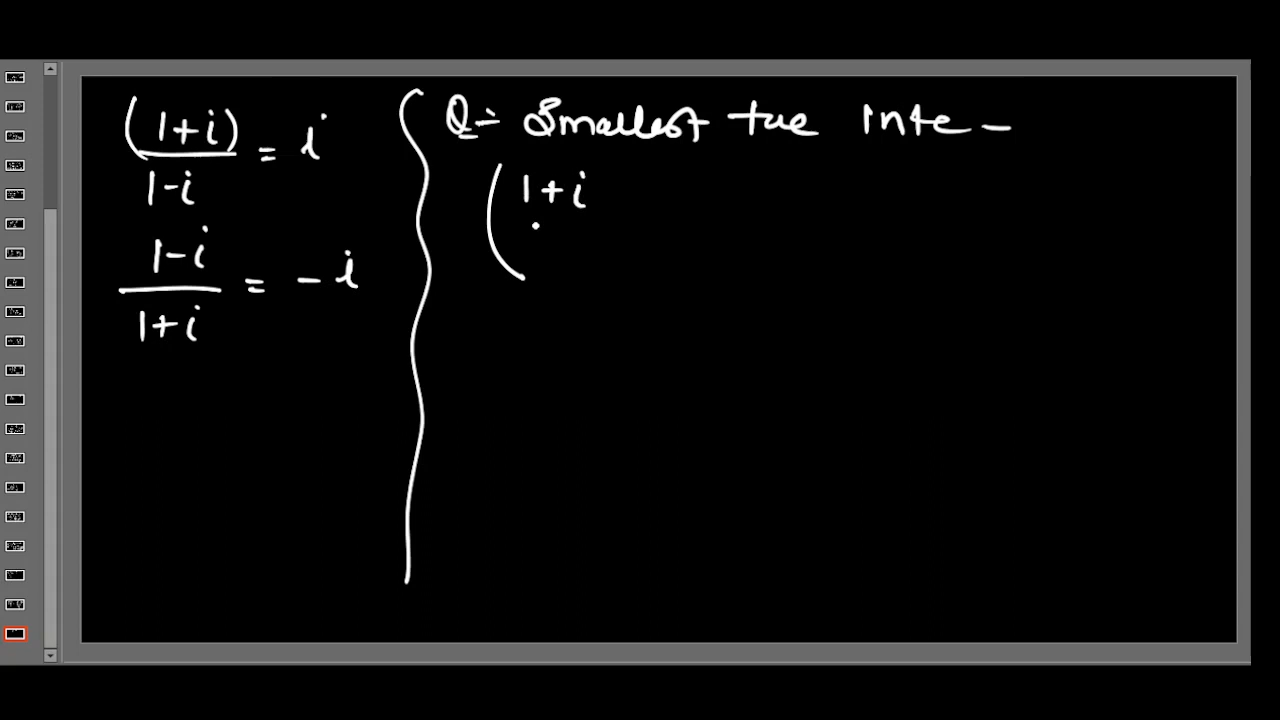 (1+i)/1-i = i
1-i/1+i = -i
Q:- Smallest +ve Inte -
(1+i